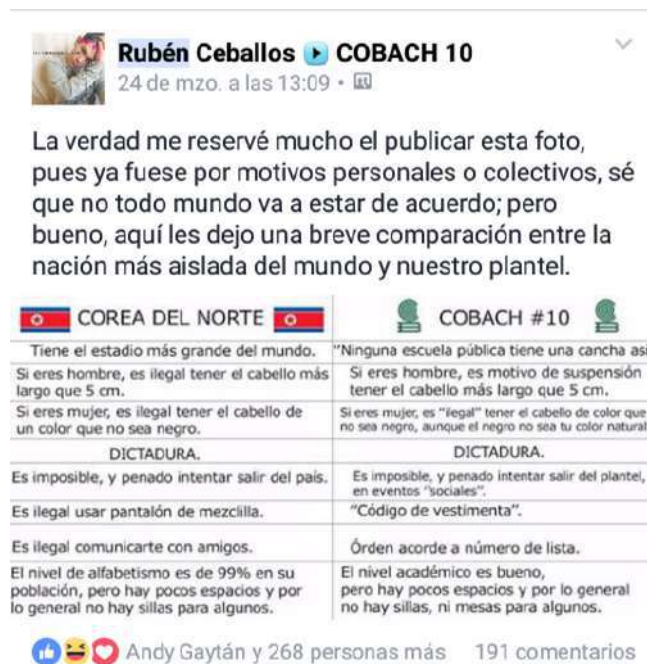 Rubén Ceballos COBACH 10
24 de mzo. a las 13:09
La verdad me reservé mucho el publicar esta foto,
pues ya fuese por motivos personales o colectivos, sé
que no todo mundo va a estar de acuerdo; pero
bueno, aquí les dejo una breve comparación entre la
nación más aislada del mundo y nuestro plantel.
COREA DEL NORTE
COBACH #10
Tiene el estadio más grande del mundo.
"Ninguna escuela pública tiene una cancha así
Si eres hombre, es ilegal tener el cabello más
largo que 5 cm.
Si eres hombre, es motivo de suspensión
tener el cabello más largo que 5 cm.
Si eres mujer, es ilegal tener el cabello de
un color que no sea negro.
Si eres mujer, es "ilegal" tener el cabello de color que
no sea negro, aunque el negro no sea tu color natural
DICTADURA.
DICTADURA.
Es imposible, y penado intentar salir del país.
Es imposible, y penado intentar salir del plantel,
en eventos "sociales".
Es ilegal usar pantalón de mezclilla.
"Código de vestimenta".
Es ilegal comunicarte con amigos.
Órden acorde a número de lista.
El nivel de alfabetismo es de 99% en su
población, pero hay pocos espacios y por
lo general no hay sillas para algunos.
El nivel académico es bueno,
pero hay pocos espacios y por lo general
no hay sillas, ni mesas para algunos.
Andy Gaytán y 268 personas más 191 comentarios